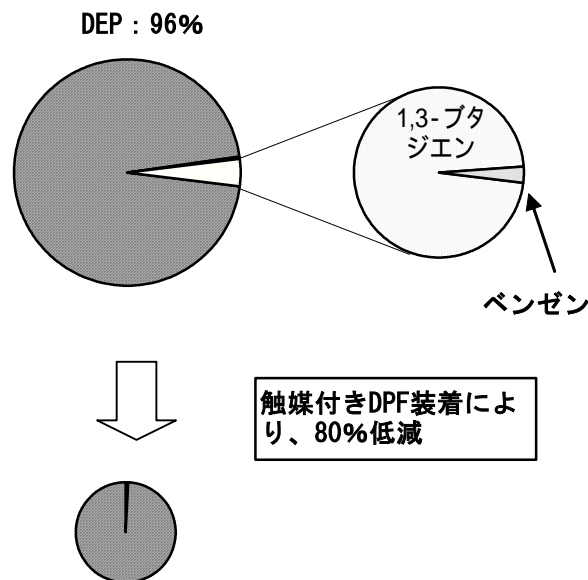 DEP : 96%
1,3-ブタ
ジエン
ベンゼン
触媒付きDPF装着によ
り、80%低減